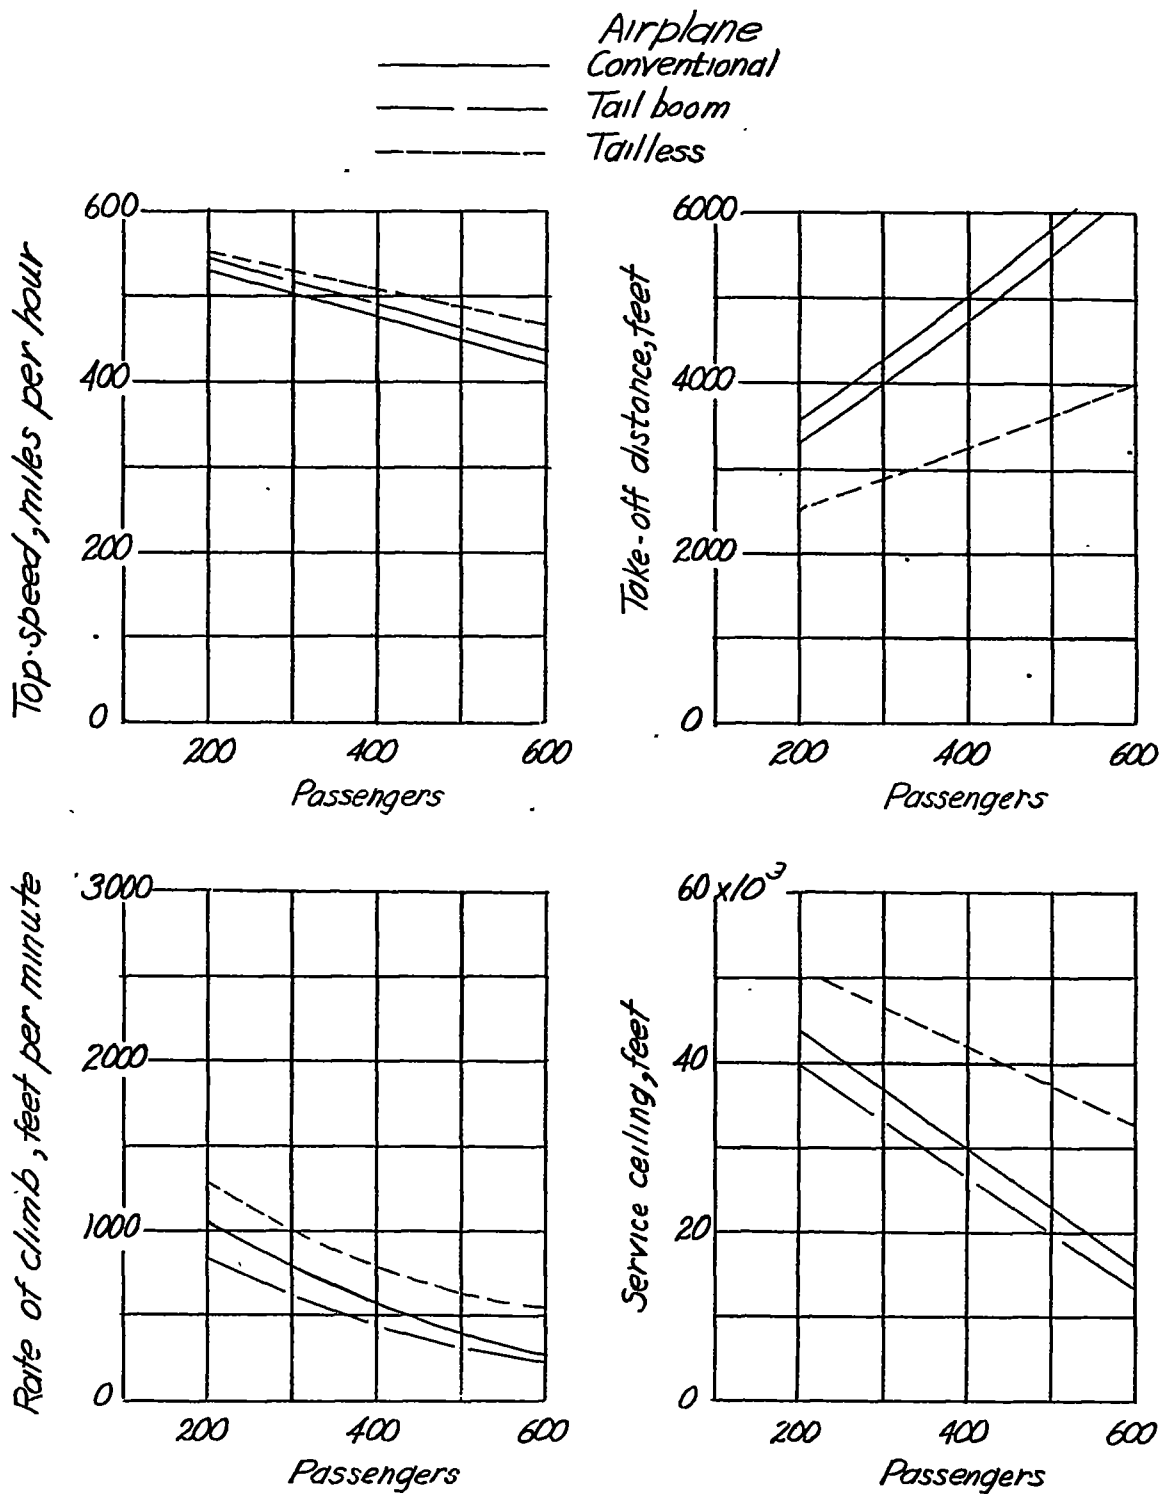 Airplane
Conventional
Tail boom
Tailless
Top-speed, miles per hour
600
400
200
0
200 400 600
Passengers
Take-off distance, feet
6000
4000
2000
0
200 400 600
Passengers
Rate of climb, feet per minute
3000
2000
1000
0
200 400 600
Passengers
Service ceiling, feet
60 x10³
40
20
0
200 400 600
Passengers